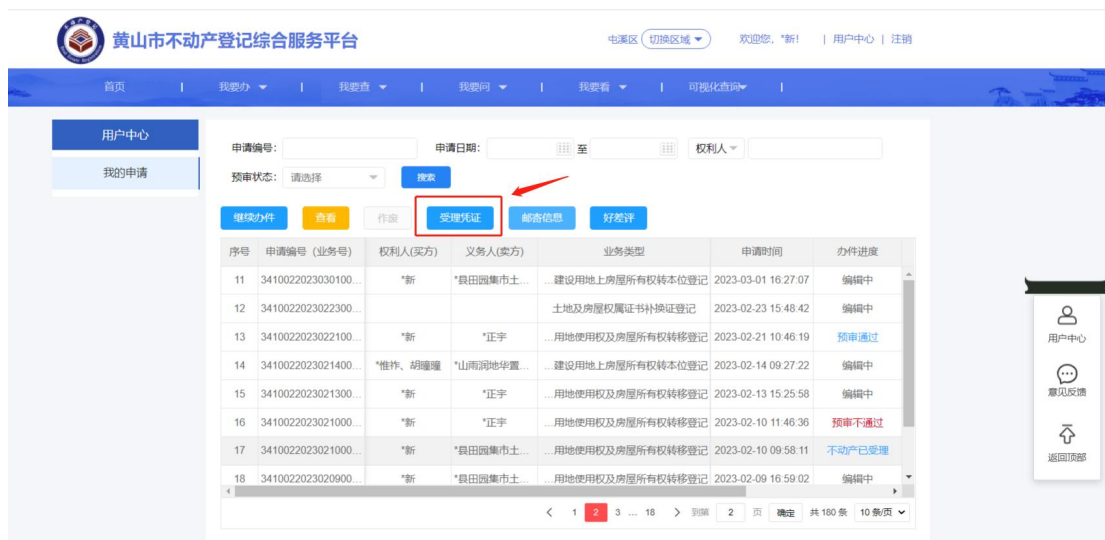 黄山市不动产登记综合服务平台
屯溪区 切换区域 欢迎您, *新! | 用户中心 | 注销
首页 | 我要办 | 我要查 | 我要问 | 我要看 | 可视化查询 |
用户中心
我的申请
申请编号: 申请日期: 至 权利人
预审状态: 请选择 搜索
继续办件 查看 作废 受理凭证 邮寄信息 好差评
序号 申请编号 (业务号) 权利人(买方) 义务人(卖方) 业务类型 申请时间 办件进度
11 3410022023030100... *新 *县田园集市土... ...建设用地上房屋所有权转本位登记 2023-03-01 16:27:07 编辑中
12 3410022023022300... 土地及房屋权属证书补换证登记 2023-02-23 15:48:42 编辑中
13 3410022023022100... *新 *正宇 ...用地使用权及房屋所有权转移登记 2023-02-21 10:46:19 预审通过
14 3410022023021400... *惟祚、胡瞳瞳 *山雨润地华置... ...建设用地上房屋所有权转本位登记 2023-02-14 09:27:22 编辑中
15 3410022023021300... *新 *正宇 ...用地使用权及房屋所有权转移登记 2023-02-13 15:25:58 编辑中
16 3410022023021000... *新 *正宇 ...用地使用权及房屋所有权转移登记 2023-02-10 11:46:36 预审不通过
17 3410022023021000... *新 *县田园集市土... ...用地使用权及房屋所有权转移登记 2023-02-10 09:58:11 不动产已受理
18 3410022023020900... *新 *县田园集市土... ...用地使用权及房屋所有权转移登记 2023-02-09 16:59:02 编辑中
1 2 3 ... 18 到第 2 页 确定 共 180 条 10 条/页
用户中心
意见反馈
返回顶部